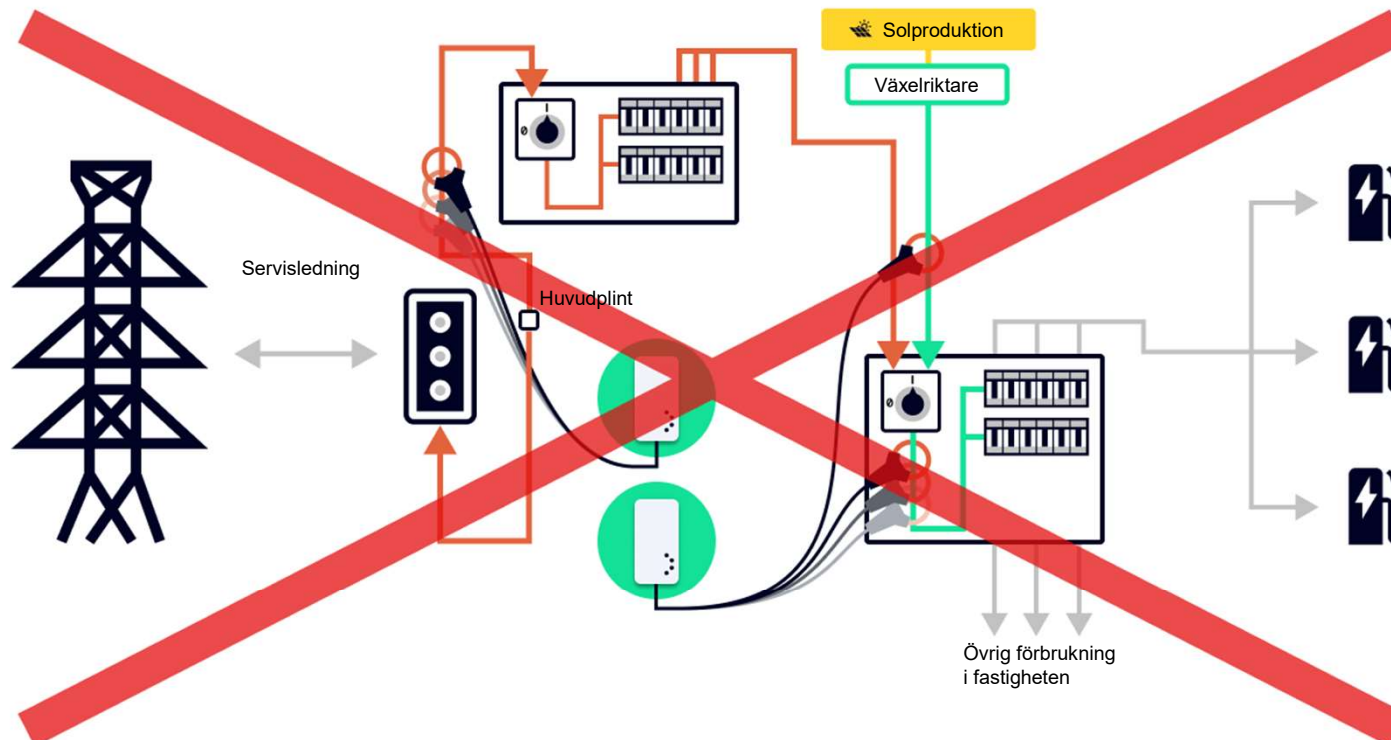 Solproduktion
Växelriktare
Servisledning
Huvudplint
Övrig förbrukning
i fastigheten